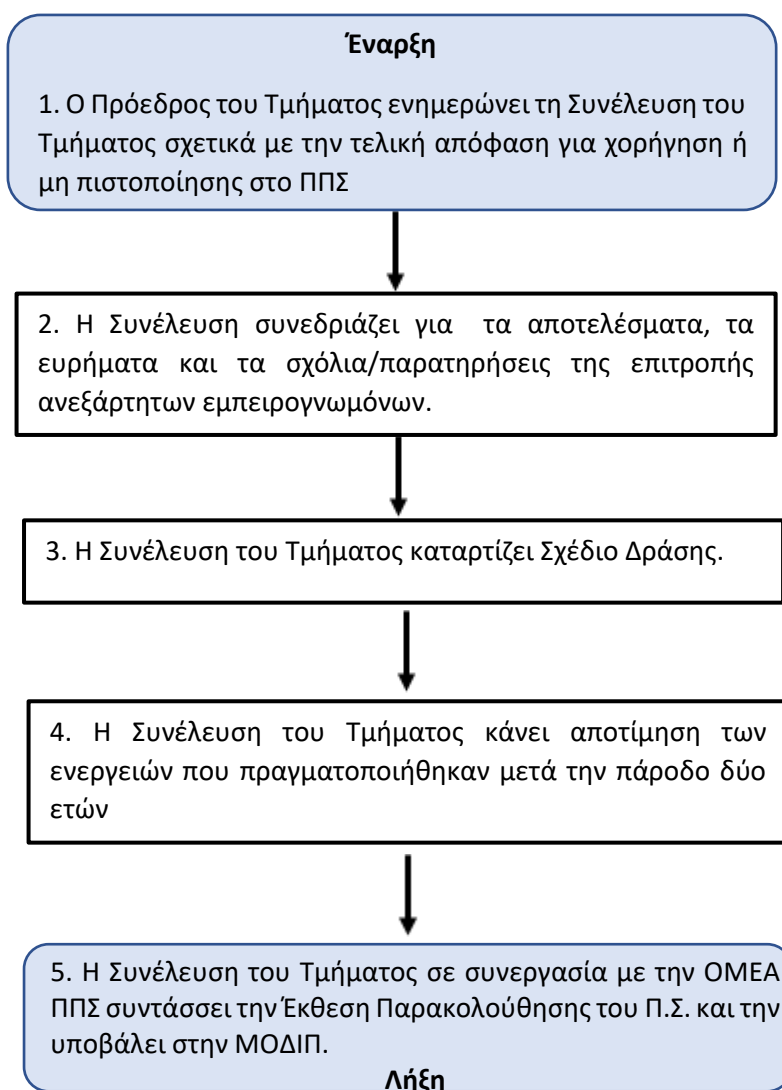 Έναρξη
1. Ο Πρόεδρος του Τμήματος ενημερώνει τη Συνέλευση του
Τμήματος σχετικά με την τελική απόφαση για χορήγηση ή
μη πιστοποίησης στο ΠΠΣ
2. Η Συνέλευση συνεδριάζει για τα αποτελέσματα, τα
ευρήματα και τα σχόλια/παρατηρήσεις της επιτροπής
ανεξάρτητων εμπειρογνωμόνων.
3. Η Συνέλευση του Τμήματος καταρτίζει Σχέδιο Δράσης.
4. Η Συνέλευση του Τμήματος κάνει αποτίμηση των
ενεργειών που πραγματοποιήθηκαν μετά την πάροδο δύο
ετών
5. Η Συνέλευση του Τμήματος σε συνεργασία με την ΟΜΕΑ
ΠΠΣ συντάσσει την Έκθεση Παρακολούθησης του Π.Σ. και την
υποβάλει στην ΜΟΔΙΠ.
Λήξη